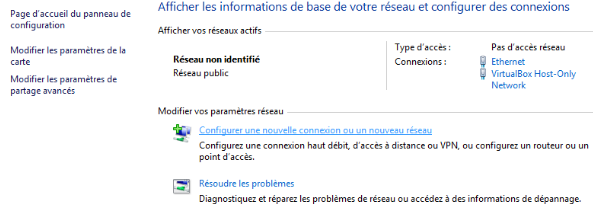 Page d'accueil du panneau de
configuration
Modifier les paramètres de la
carte
Modifier les paramètres de
partage avancés
Afficher les informations de base de votre réseau et configurer des connexions
Afficher vos réseaux actifs
Réseau non identifié
Réseau public
Type d'accès : Pas d'accès réseau
Connexions : Ethernet
VirtualBox Host-Only
Network
Modifier vos paramètres réseau
Configurer une nouvelle connexion ou un nouveau réseau
Configurez une connexion haut débit, d'accès à distance ou VPN, ou configurez un routeur ou un
point d'accès.
Résoudre les problèmes
Diagnostiquez et réparez les problèmes de réseau ou accédez à des informations de dépannage.